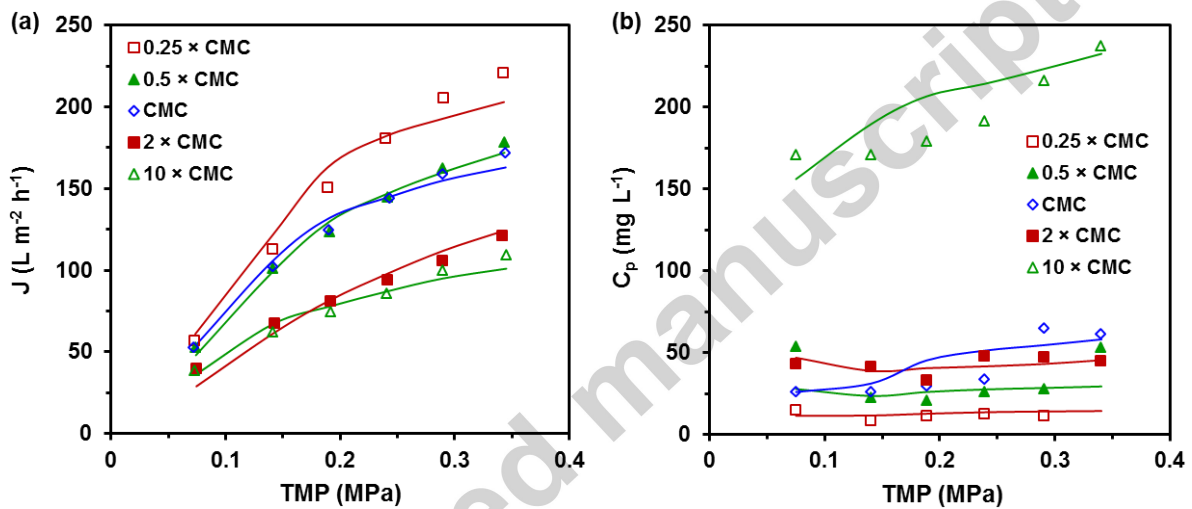 (a)
250
200
150
100
50
0
J (L m-2 h-1)
0.25 × CMC
0.5 × CMC
CMC
2 × CMC
10 × CMC
0
0.1
0.2
0.3
0.4
TMP (MPa)
(b)
250
200
150
100
50
0
Cp (mg L-1)
0.25 × CMC
0.5 × CMC
CMC
2 × CMC
10 × CMC
0
0.1
0.2
0.3
0.4
TMP (MPa)
ed manuscript